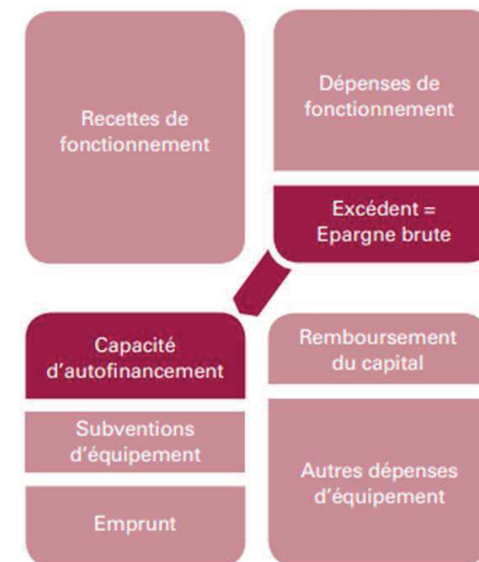 Recettes de
fonctionnement
Dépenses de
fonctionnement
Excédent =
Epargne brute
Capacité
d'autofinancement
Subventions
d'équipement
Emprunt
Remboursement
du capital
Autres dépenses
d'équipement